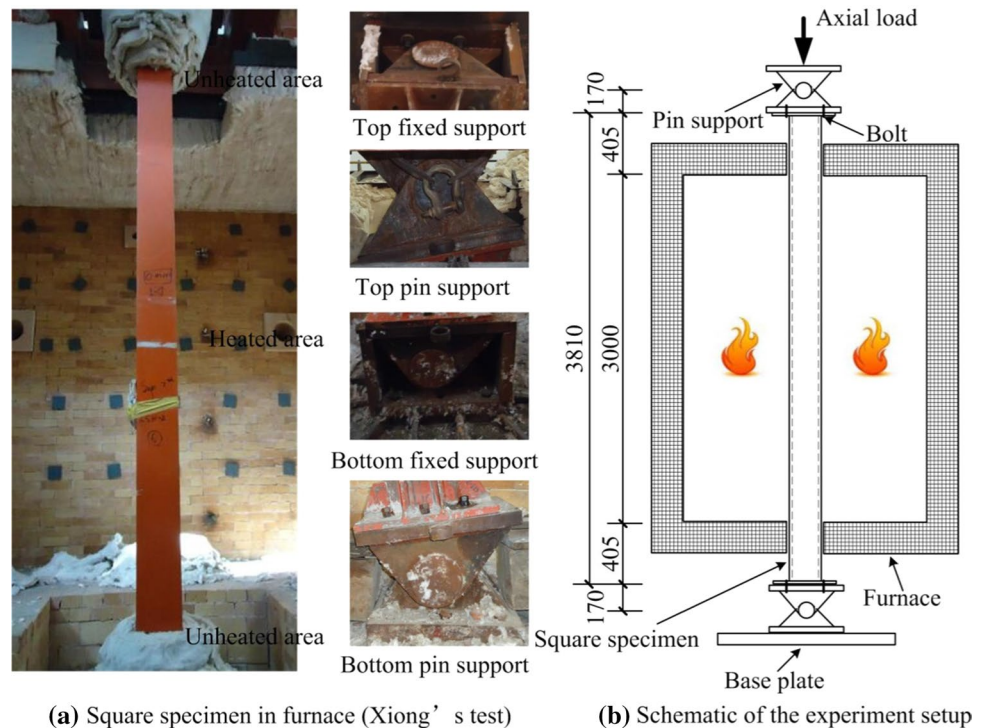 Unheated area
Heated area
Unheated area
Top fixed support
Top pin support
Bottom fixed support
Bottom pin support
(a) Square specimen in furnace (Xiong's test)
Axial load
170
Pin support
Bolt
405
3810
3000
405
170
Furnace
Square specimen
Base plate
(b) Schematic of the experiment setup